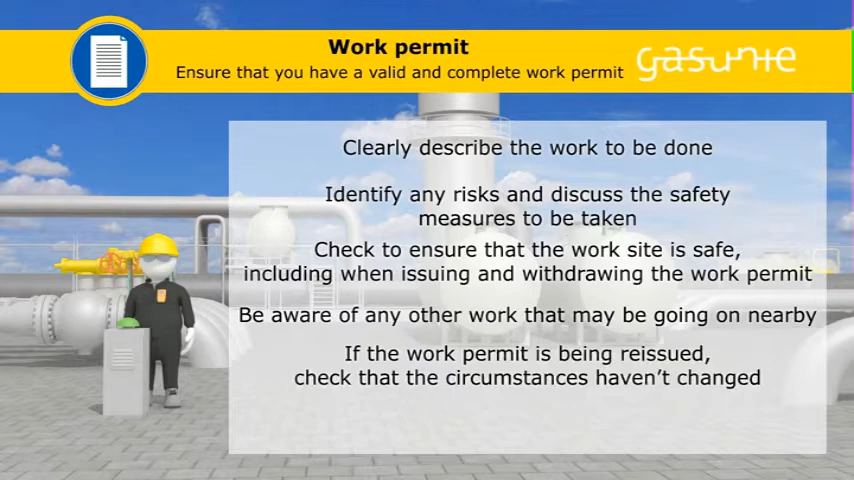 Work permit
Ensure that you have a valid and complete work permit
gasunie
Clearly describe the work to be done
Identify any risks and discuss the safety
measures to be taken
Check to ensure that the work site is safe,
including when issuing and withdrawing the work permit
Be aware of any other work that may be going on nearby
If the work permit is being reissued,
check that the circumstances haven’t changed